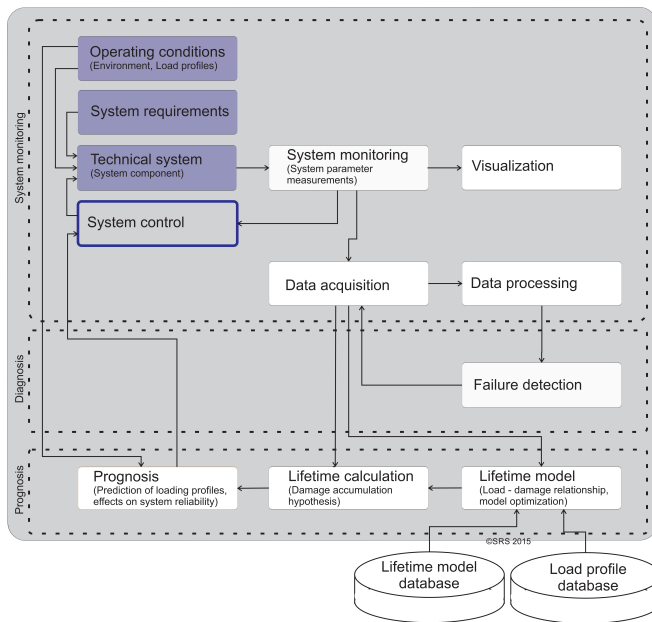 Operating conditions
(Environment, Load profiles)
System requirements
Technical system
(System component)
System monitoring
(System parameter
measurements)
Visualization
System control
System monitoring
Data acquisition
Data processing
Diagnosis
Failure detection
Prognosis
Prognosis
(Prediction of loading profiles,
effects on system reliability)
Lifetime calculation
(Damage accumulation
hypothesis)
Lifetime model
(Load - damage relationship,
model optimization)
©SRS 2015
Lifetime model
database
Load profile
database